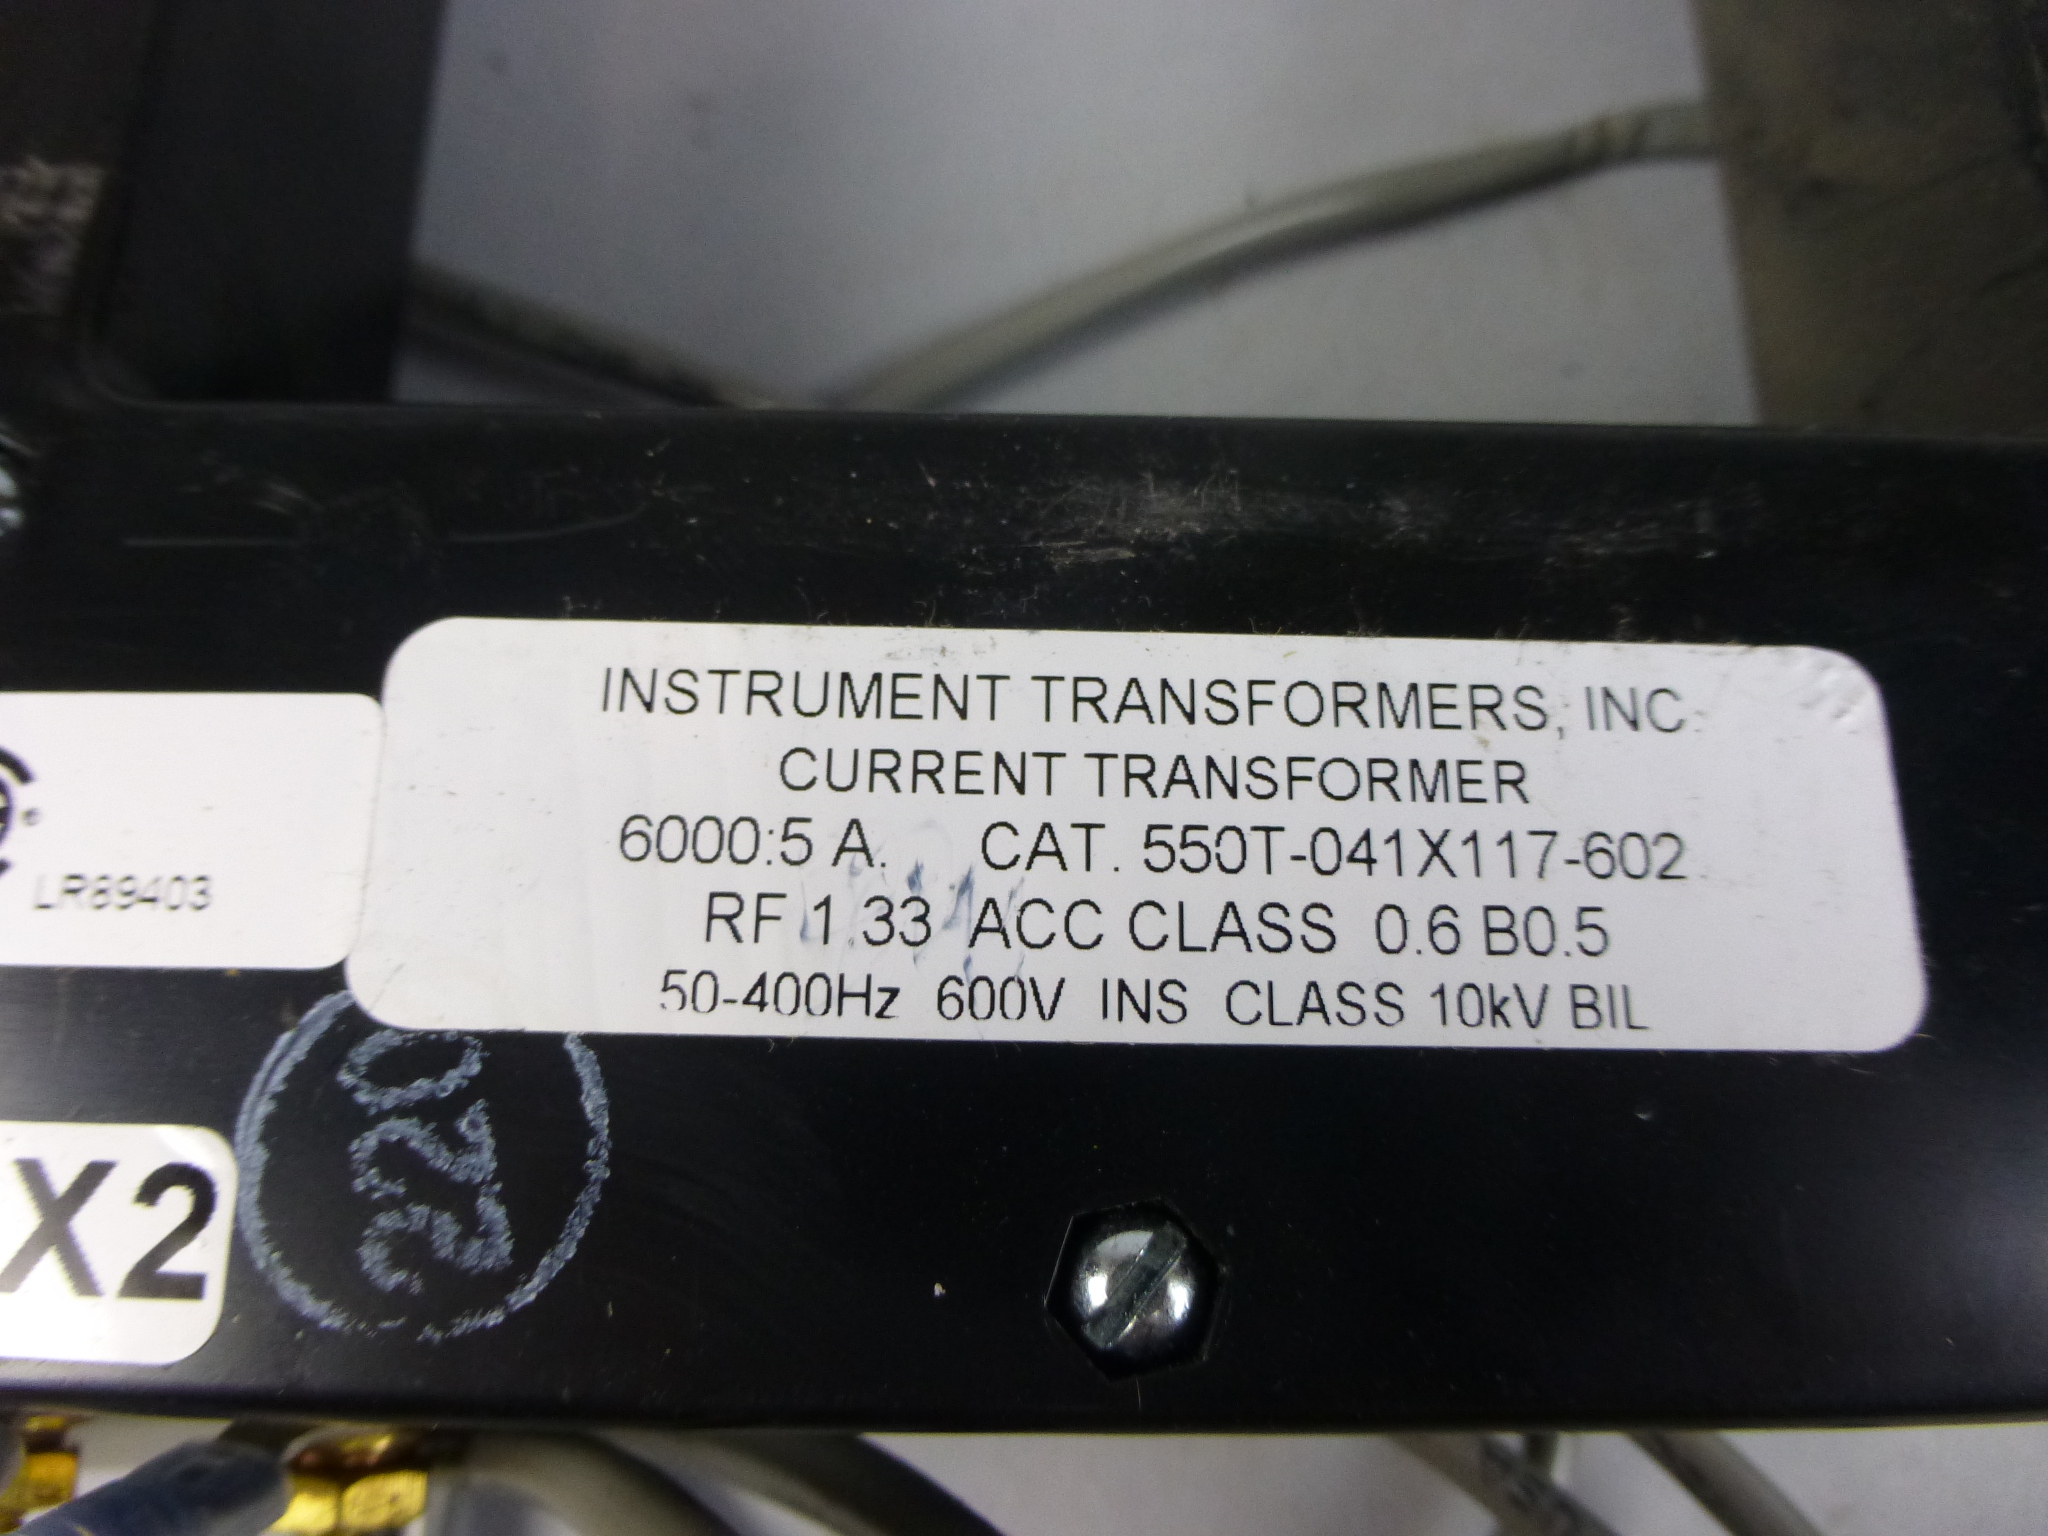 INSTRUMENT TRANSFORMERS, INC.
CURRENT TRANSFORMER
6000:5 A. CAT. 550T-041X117-602
RF 1.33 ACC CLASS 0.6 B0.5
50-400Hz 600V INS CLASS 10kV BIL
LR89403
X2
220